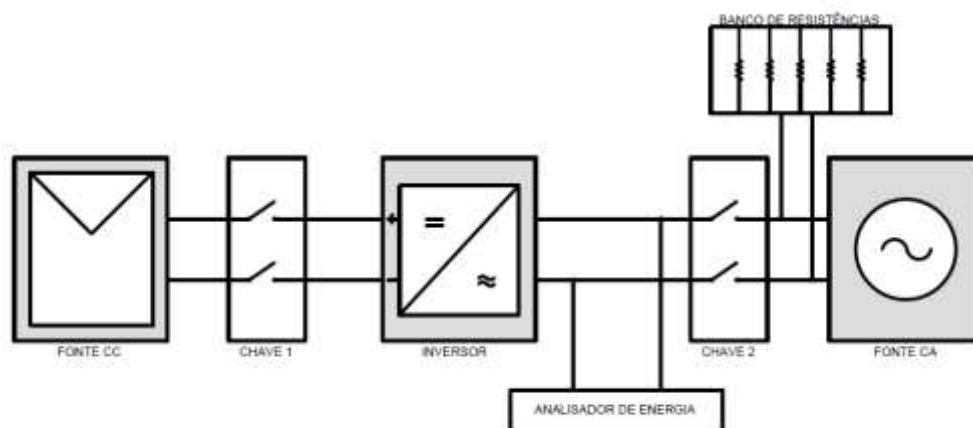 BANCO DE RESISTÊNCIAS
FONTE CC
CHAVE 1
INVERSOR
CHAVE 2
FONTE CA
ANALISADOR DE ENERGIA